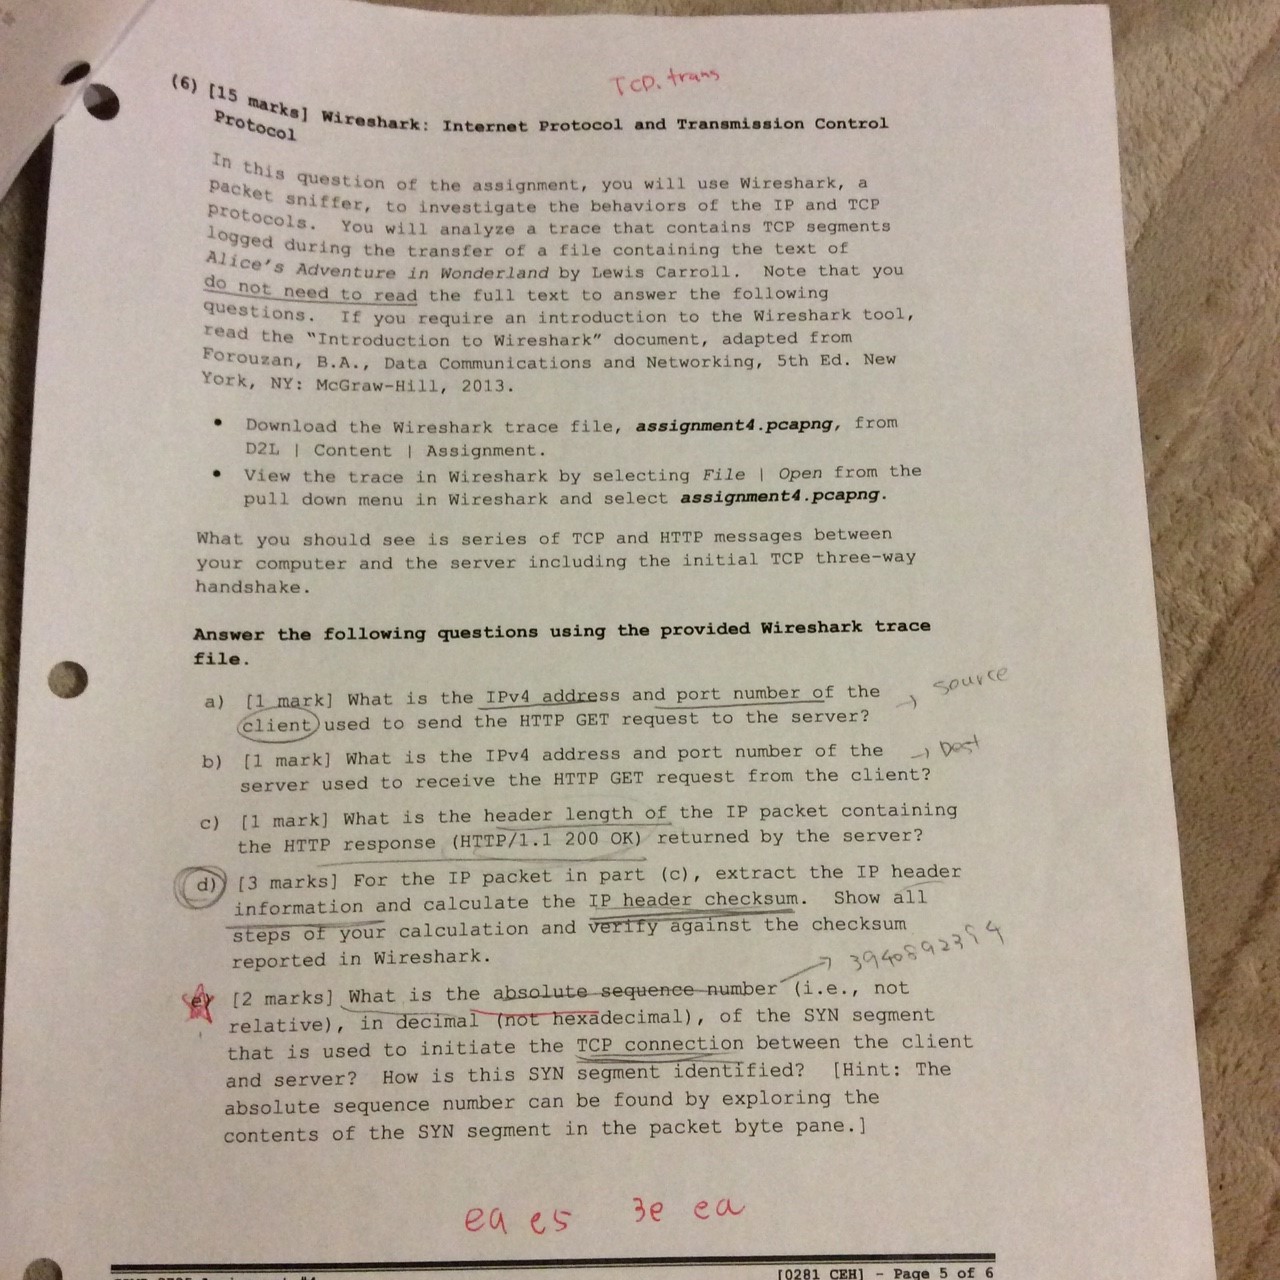 TCP. trans
(6) [15 marks] Wireshark: Internet Protocol and Transmission Control
Protocol
In this question of the assignment, you will use Wireshark, a
packet sniffer, to investigate the behaviors of the IP and TCP
protocols. You will analyze a trace that contains TCP segments
logged during the transfer of a file containing the text of
Alice's Adventure in Wonderland by Lewis Carroll. Note that you
do not need to read the full text to answer the following
questions. If you require an introduction to the Wireshark tool,
read the "Introduction to Wireshark" document, adapted from
Forouzan, B.A., Data Communications and Networking, 5th Ed. New
York, NY: McGraw-Hill, 2013.
• Download the Wireshark trace file, assignment4.pcapng, from
D2L | Content | Assignment.
• View the trace in Wireshark by selecting File | Open from the
pull down menu in Wireshark and select assignment4.pcapng.
What you should see is series of TCP and HTTP messages between
your computer and the server including the initial TCP three-way
handshake.
Answer the following questions using the provided Wireshark trace
file.
a) [1 mark] What is the IPv4 address and port number of the → source
client used to send the HTTP GET request to the server?
b) [1 mark] What is the IPv4 address and port number of the → Dest
server used to receive the HTTP GET request from the client?
c) [1 mark] What is the header length of the IP packet containing
the HTTP response (HTTP/1.1 200 OK) returned by the server?
d) [3 marks] For the IP packet in part (c), extract the IP header
information and calculate the IP header checksum. Show all
steps of your calculation and verify against the checksum
reported in Wireshark.
→ 3940892394
e) [2 marks] What is the absolute sequence number (i.e., not
relative), in decimal (not hexadecimal), of the SYN segment
that is used to initiate the TCP connection between the client
and server? How is this SYN segment identified? [Hint: The
absolute sequence number can be found by exploring the
contents of the SYN segment in the packet byte pane.]
ea e5 3e ea
[0281 CEH] - Page 5 of 6